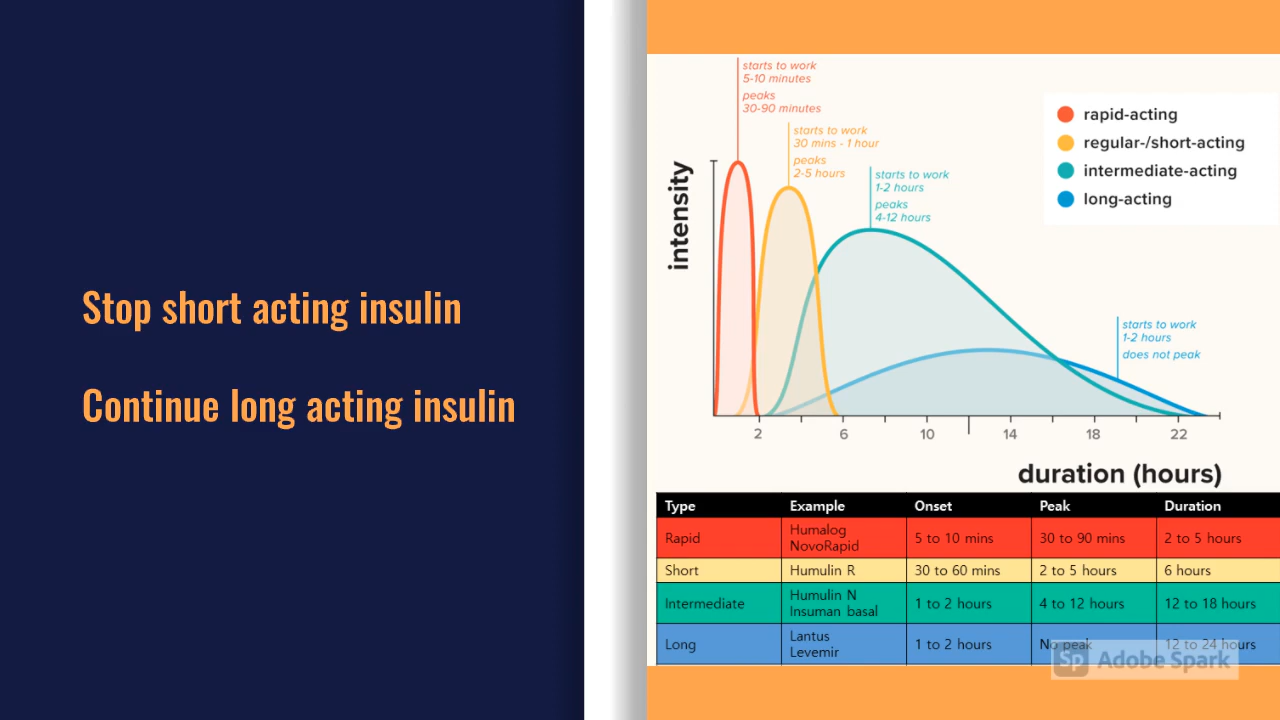 Stop short acting insulin
Continue long acting insulin
starts to work
5-10 minutes
peaks
30-90 minutes
starts to work
30 mins - 1 hour
peaks
2-5 hours
starts to work
1-2 hours
peaks
4-12 hours
starts to work
1-2 hours
does not peak
rapid-acting
regular-/short-acting
intermediate-acting
long-acting
intensity
2 6 10 14 18 22
duration (hours)
Type Example Onset Peak Duration
Rapid Humalog NovoRapid 5 to 10 mins 30 to 90 mins 2 to 5 hours
Short Humulin R 30 to 60 mins 2 to 5 hours 6 hours
Intermediate Humulin N Insuman basal 1 to 2 hours 4 to 12 hours 12 to 18 hours
Long Lantus Levemir 1 to 2 hours No peak 12 to 24 hours
Sp Adobe Spark